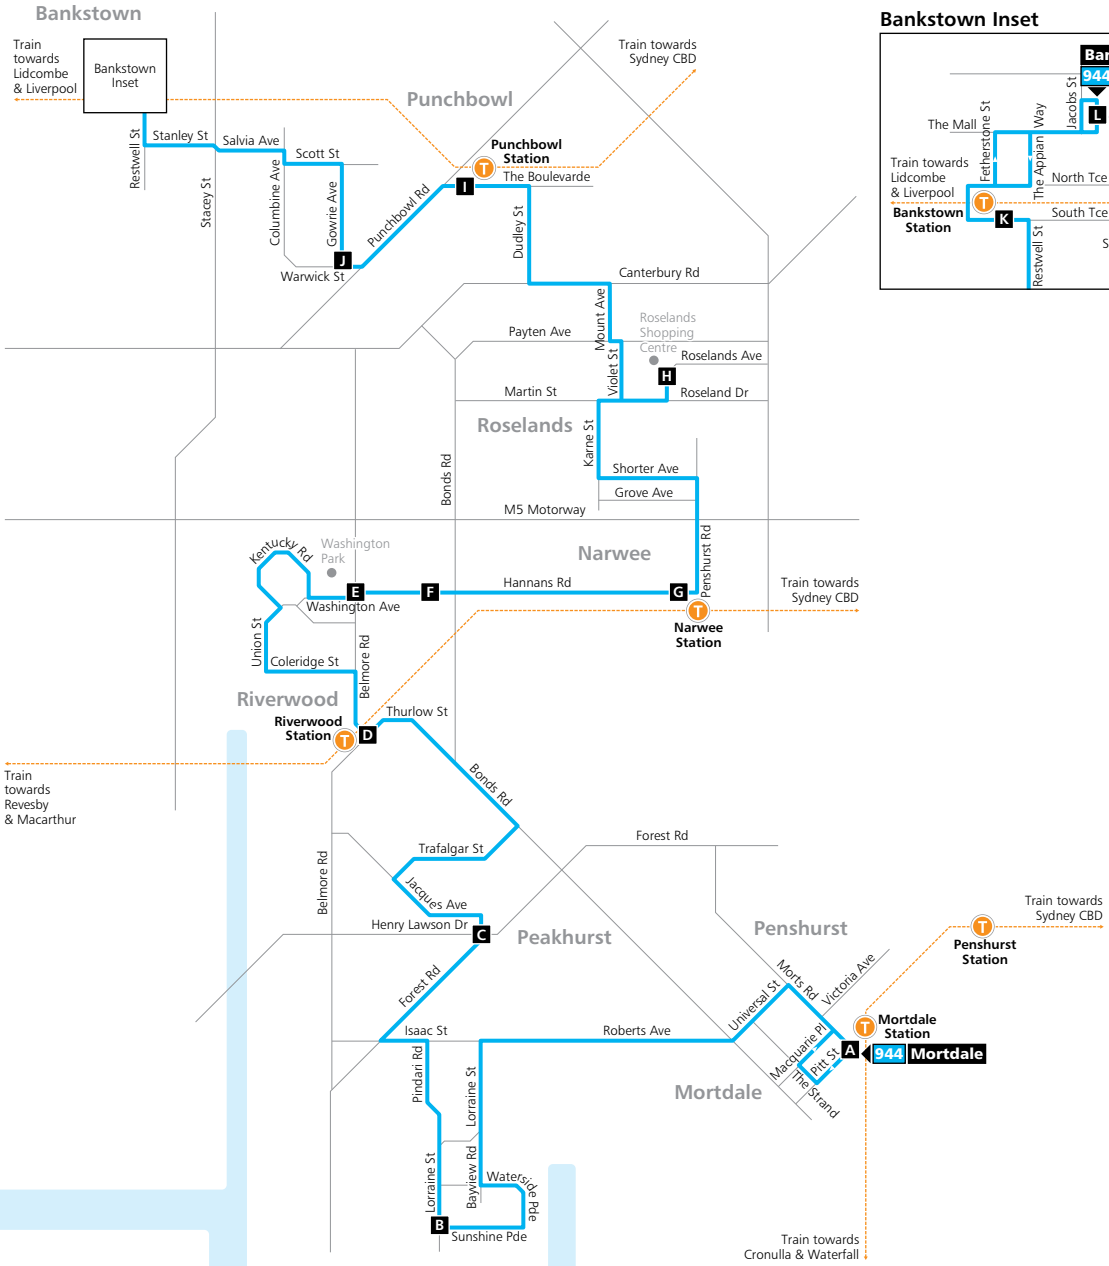 Bankstown
Train
towards
Lidcombe
& Liverpool
Bankstown
Inset
Restwell St
Stanley St
Salvia Ave
Scott St
Stacey St
Columbine Ave
Gowrie Ave
J
Warwick St
Punchbowl Rd
Punchbowl
Train towards
Sydney CBD
Punchbowl
Station
T
I
The Boulevarde
Dudley St
Canterbury Rd
Mount Ave
Payten Ave
Roselands
Shopping
Centre
Roselands Ave
Violet St
H
Martin St
Roseland Dr
Roselands
Karne St
Bonds Rd
Shorter Ave
Grove Ave
M5 Motorway
Narwee
Penshurst Rd
Kentucky Rd
Washington
Park
E
F
Hannans Rd
G
Washington Ave
Train towards
Sydney CBD
T
Narwee
Station
Union St
Coleridge St
Belmore Rd
Riverwood
Riverwood
Station
T
D
Thurlow St
Train
towards
Revesby
& Macarthur
Bonds Rd
Trafalgar St
Forest Rd
Belmore Rd
Jacques Ave
Henry Lawson Dr
C
Peakhurst
Forest Rd
Isaac St
Roberts Ave
Pindari Rd
Lorraine St
Lorraine St
Bayview Rd
Waterside Pde
B
Sunshine Pde
Penshurst
Universal St
Morts Rd
Victoria Ave
Macquarie Pl
Pitt St
The Strand
Mortdale
A
944 Mortdale
T
Mortdale
Station
T
Penshurst
Station
Train towards
Sydney CBD
Train towards
Cronulla & Waterfall
Bankstown Inset
Ban
944
L
Jacobs St
The Mall
Fetherstone St
The Appian Way
Train towards
Lidcombe
& Liverpool
North Tce
T
Bankstown
Station
K
South Tce
Restwell St
S